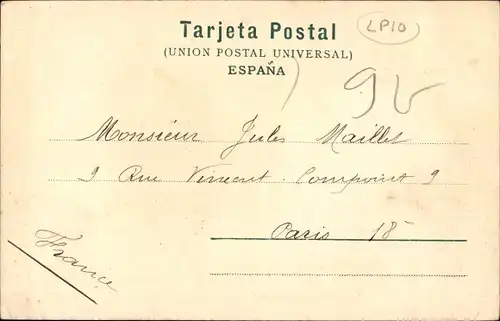 Tarjeta Postal
LP10
(UNION POSTAL UNIVERSAL)
ESPAÑA
Monsieur Jules Maillet
9 Rue Vincent Compoint 9
Paris 18
France